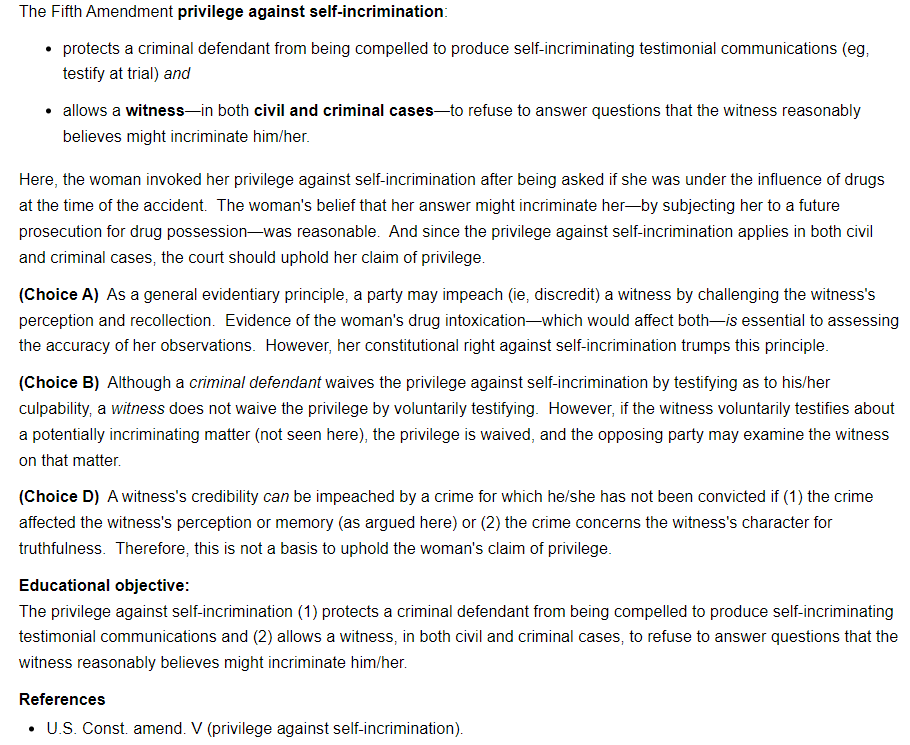 The Fifth Amendment privilege against self-incrimination:
• protects a criminal defendant from being compelled to produce self-incriminating testimonial communications (eg,
testify at trial) and
• allows a witness—in both civil and criminal cases—to refuse to answer questions that the witness reasonably
believes might incriminate him/her.
Here, the woman invoked her privilege against self-incrimination after being asked if she was under the influence of drugs
at the time of the accident. The woman's belief that her answer might incriminate her—by subjecting her to a future
prosecution for drug possession—was reasonable. And since the privilege against self-incrimination applies in both civil
and criminal cases, the court should uphold her claim of privilege.
(Choice A) As a general evidentiary principle, a party may impeach (ie, discredit) a witness by challenging the witness's
perception and recollection. Evidence of the woman's drug intoxication—which would affect both—is essential to assessing
the accuracy of her observations. However, her constitutional right against self-incrimination trumps this principle.
(Choice B) Although a criminal defendant waives the privilege against self-incrimination by testifying as to his/her
culpability, a witness does not waive the privilege by voluntarily testifying. However, if the witness voluntarily testifies about
a potentially incriminating matter (not seen here), the privilege is waived, and the opposing party may examine the witness
on that matter.
(Choice D) A witness's credibility can be impeached by a crime for which he/she has not been convicted if (1) the crime
affected the witness's perception or memory (as argued here) or (2) the crime concerns the witness's character for
truthfulness. Therefore, this is not a basis to uphold the woman's claim of privilege.
Educational objective:
The privilege against self-incrimination (1) protects a criminal defendant from being compelled to produce self-incriminating
testimonial communications and (2) allows a witness, in both civil and criminal cases, to refuse to answer questions that the
witness reasonably believes might incriminate him/her.
References
• U.S. Const. amend. V (privilege against self-incrimination).